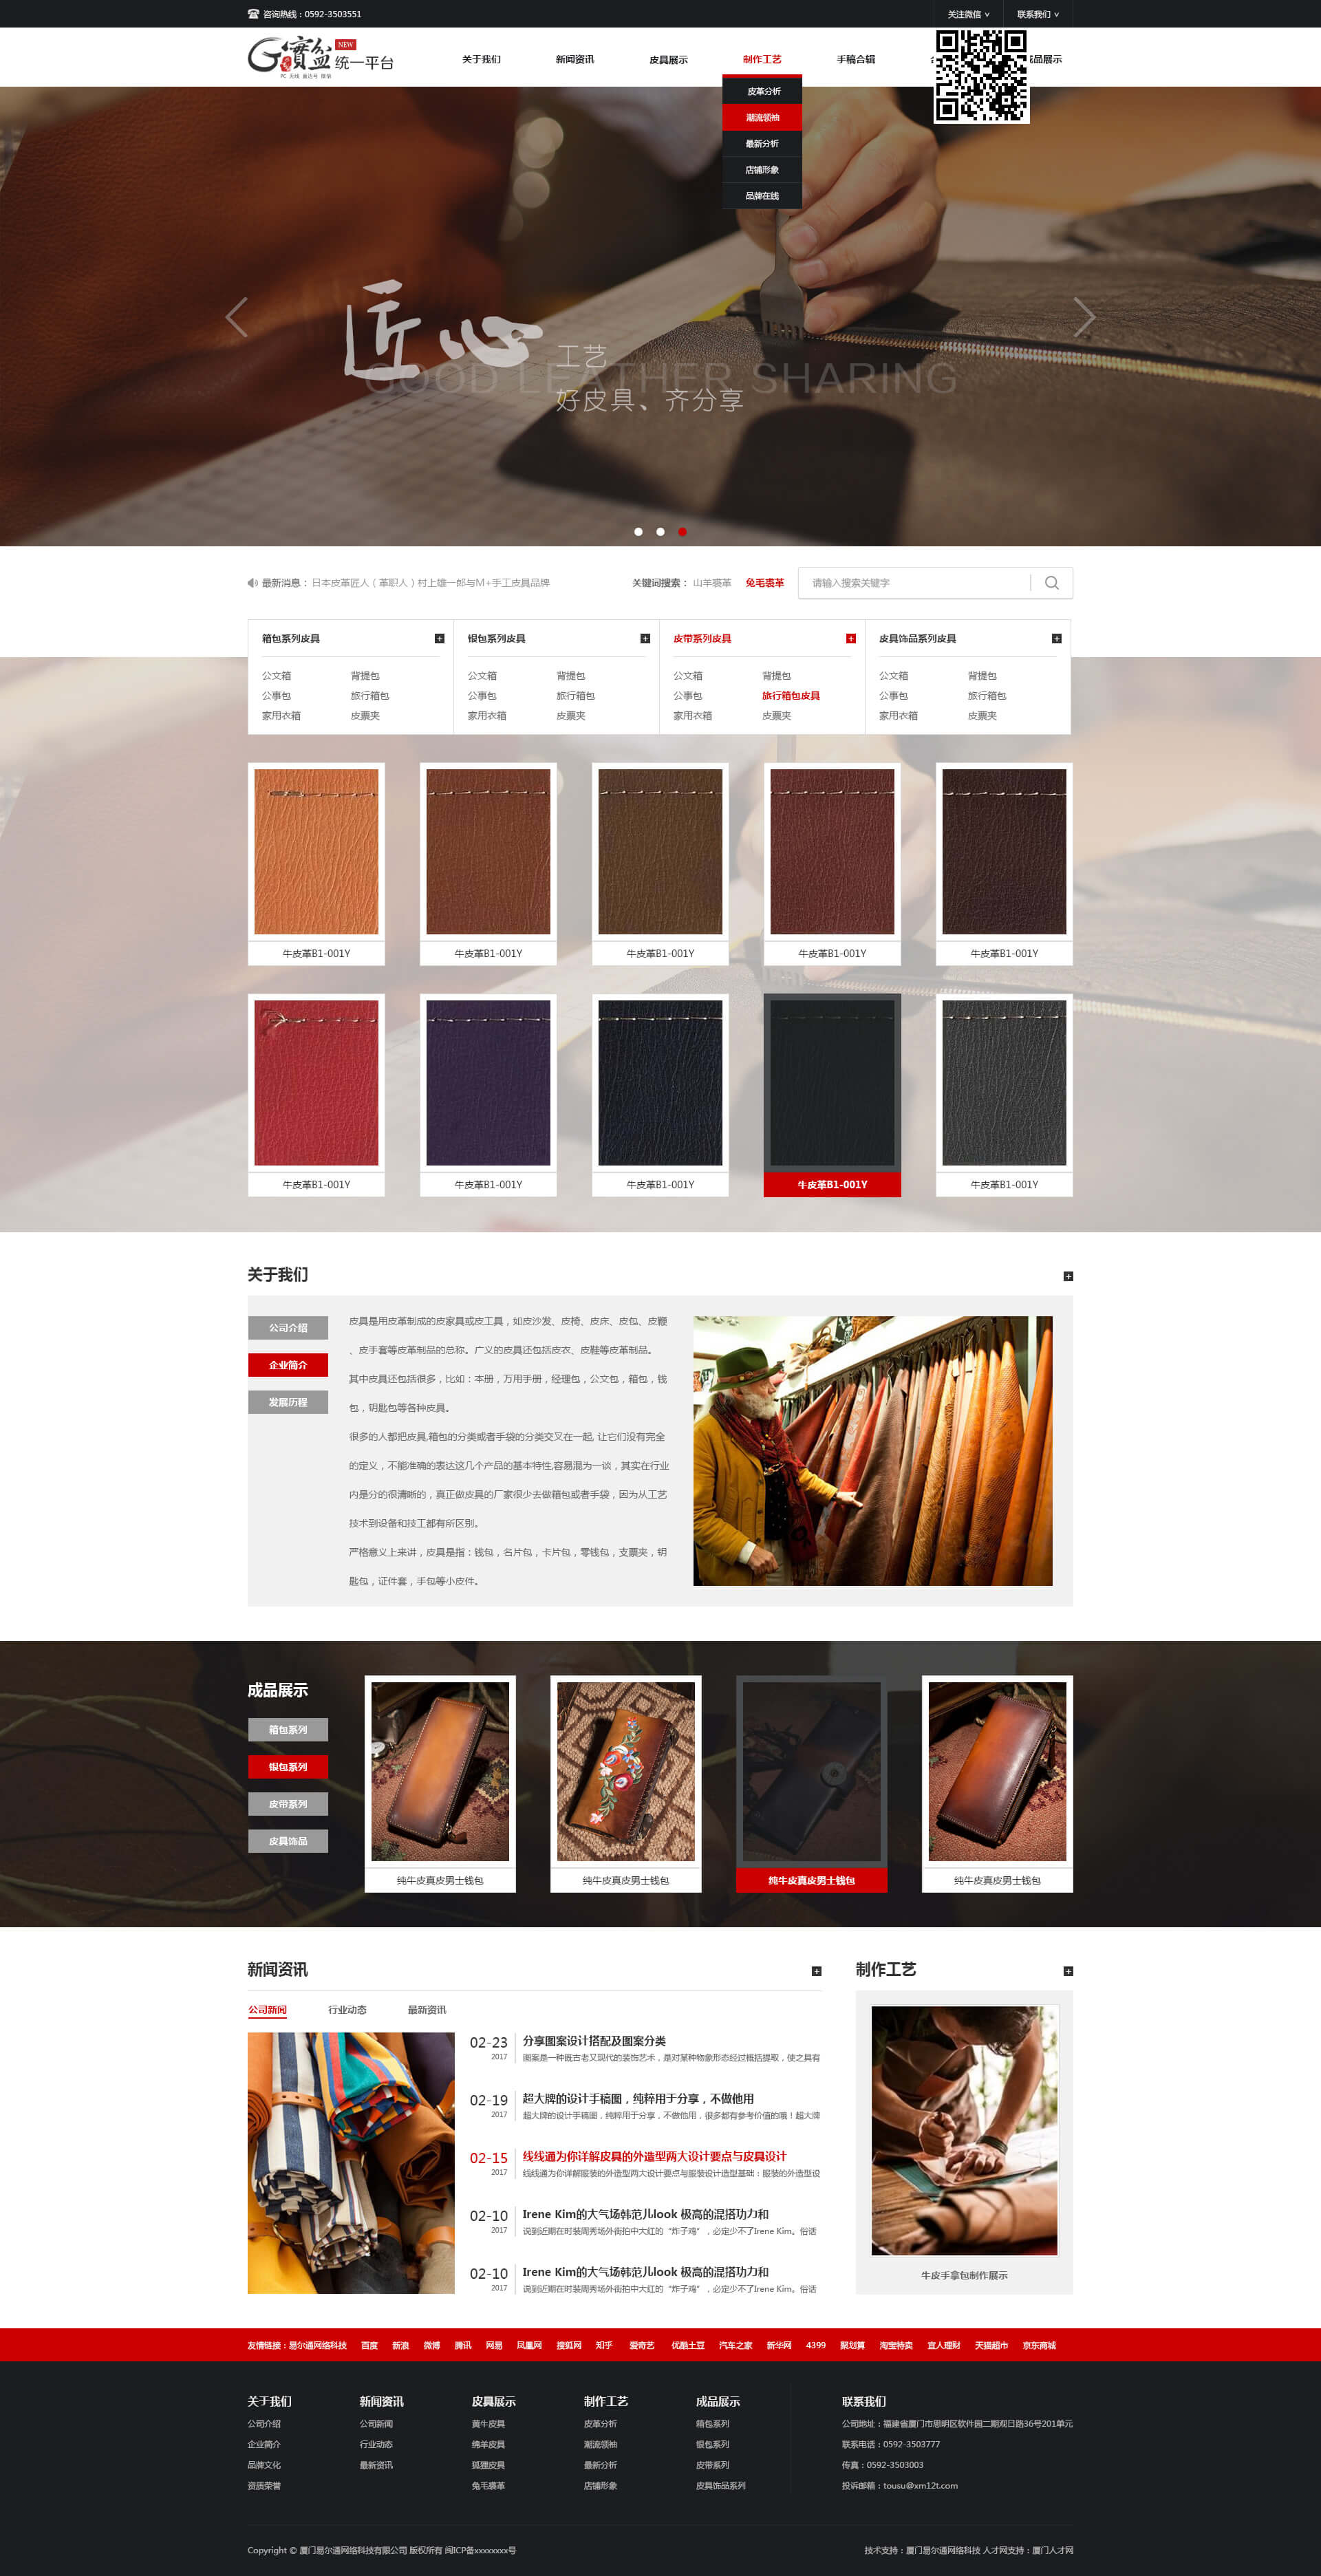 咨询热线：0592-3503551
关注微信
联系我们
G寶盆
NEW
统一平台
PC 无线 直达号 微信
关于我们
新闻资讯
皮具展示
制作工艺
手稿合辑
成品展示
皮革分析
潮流领袖
最新分析
店铺形象
品牌在线
匠心
工艺
GOOD LEATHER SHARING
好皮具、齐分享
最新消息：日本皮革匠人（革职人）村上雄一郎与M+手工皮具品牌
关键词搜索： 山羊裘革 兔毛裘革
请输入搜索关键字
箱包系列皮具
公文箱 背提包
公事包 旅行箱包
家用衣箱 皮票夹
银包系列皮具
公文箱 背提包
公事包 旅行箱包
家用衣箱 皮票夹
皮带系列皮具
公文箱 背提包
公事包 旅行箱包皮具
家用衣箱 皮票夹
皮具饰品系列皮具
公文箱 背提包
公事包 旅行箱包
家用衣箱 皮票夹
牛皮革B1-001Y
牛皮革B1-001Y
牛皮革B1-001Y
牛皮革B1-001Y
牛皮革B1-001Y
牛皮革B1-001Y
牛皮革B1-001Y
牛皮革B1-001Y
牛皮革B1-001Y
牛皮革B1-001Y
关于我们
公司介绍
企业简介
发展历程
皮具是用皮革制成的皮家具或皮工具，如皮沙发、皮椅、皮床、皮包、皮鞭
、皮手套等皮革制品的总称。广义的皮具还包括皮衣、皮鞋等皮革制品。
其中皮具还包括很多，比如：本册，万用手册，经理包，公文包，箱包，钱
包，钥匙包等各种皮具。
很多的人都把皮具,箱包的分类或者手袋的分类交叉在一起, 让它们没有完全
的定义，不能准确的表达这几个产品的基本特性,容易混为一谈，其实在行业
内是分的很清晰的，真正做皮具的厂家很少去做箱包或者手袋，因为从工艺
技术到设备和技工都有所区别。
严格意义上来讲，皮具是指：钱包，名片包，卡片包，零钱包，支票夹，钥
匙包，证件套，手包等小皮件。
成品展示
箱包系列
银包系列
皮带系列
皮具饰品
纯牛皮真皮男士钱包
纯牛皮真皮男士钱包
纯牛皮真皮男士钱包
纯牛皮真皮男士钱包
新闻资讯
公司新闻
行业动态
最新资讯
02-23
2017
分享图案设计搭配及图案分类
图案是一种既古老又现代的装饰艺术，是对某种物象形态经过概括提取，使之具有
02-19
2017
超大牌的设计手稿图，纯粹用于分享，不做他用
超大牌的设计手稿图，纯粹用于分享，不做他用，很多都有参考价值的哦！超大牌
02-15
2017
线线通为你详解皮具的外造型两大设计要点与皮具设计
线线通为你详解服装的外造型两大设计要点与服装设计造型基础：服装的外造型设
02-10
2017
Irene Kim的大气场韩范儿look 极高的混搭功力和
说到近期在时装周秀场外街拍中大红的“炸子鸡”，必定少不了Irene Kim。俗话
02-10
2017
Irene Kim的大气场韩范儿look 极高的混搭功力和
说到近期在时装周秀场外街拍中大红的“炸子鸡”，必定少不了Irene Kim。俗话
制作工艺
牛皮手拿包制作展示
友情链接：易尔通网络科技 百度 新浪 微博 腾讯 网易 凤凰网 搜狐网 知乎 爱奇艺 优酷土豆 汽车之家 新华网 4399 聚划算 淘宝特卖 宜人理财 天猫超市 京东商城
关于我们
公司介绍
企业简介
品牌文化
资质荣誉
新闻资讯
公司新闻
行业动态
最新资讯
皮具展示
黄牛皮具
绵羊皮具
狐狸皮具
兔毛裘革
制作工艺
皮革分析
潮流领袖
最新分析
店铺形象
成品展示
箱包系列
银包系列
皮带系列
皮具饰品系列
联系我们
公司地址：福建省厦门市思明区软件园二期观日路36号201单元
联系电话：0592-3503777
传真：0592-3503003
投诉邮箱：tousu@xm12t.com
Copyright © 厦门易尔通网络科技有限公司 版权所有 闽ICP备xxxxxxxx号
技术支持：厦门易尔通网络科技 人才网支持：厦门人才网